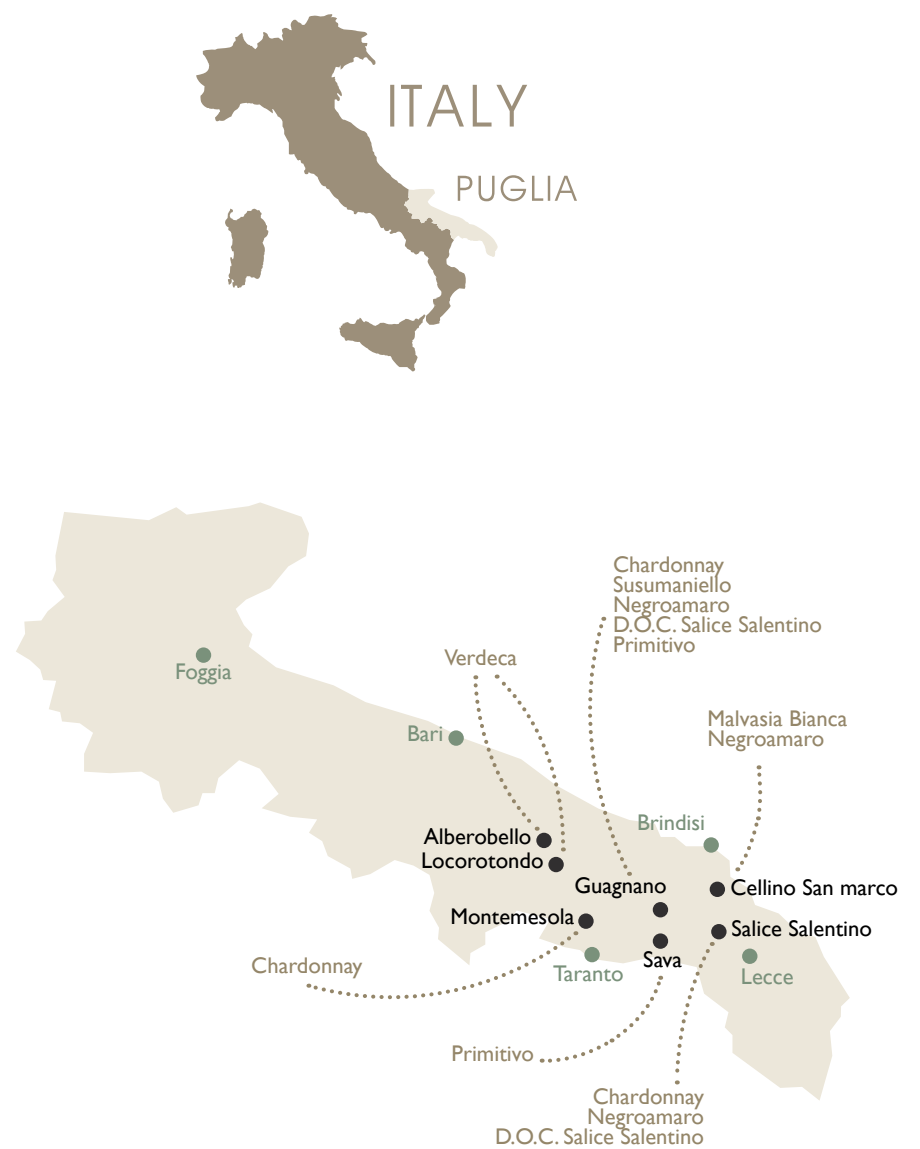 ITALY
PUGLIA
Chardonnay
Susumaniello
Negroamaro
D.O.C. Salice Salentino
Primitivo
Verdeca
Foggia
Malvasia Bianca
Negroamaro
Bari
Brindisi
Alberobello
Locorotondo
Guagnano
Cellino San marco
Montemesola
Salice Salentino
Sava
Chardonnay
Taranto
Lecce
Primitivo
Chardonnay
Negroamaro
D.O.C. Salice Salentino